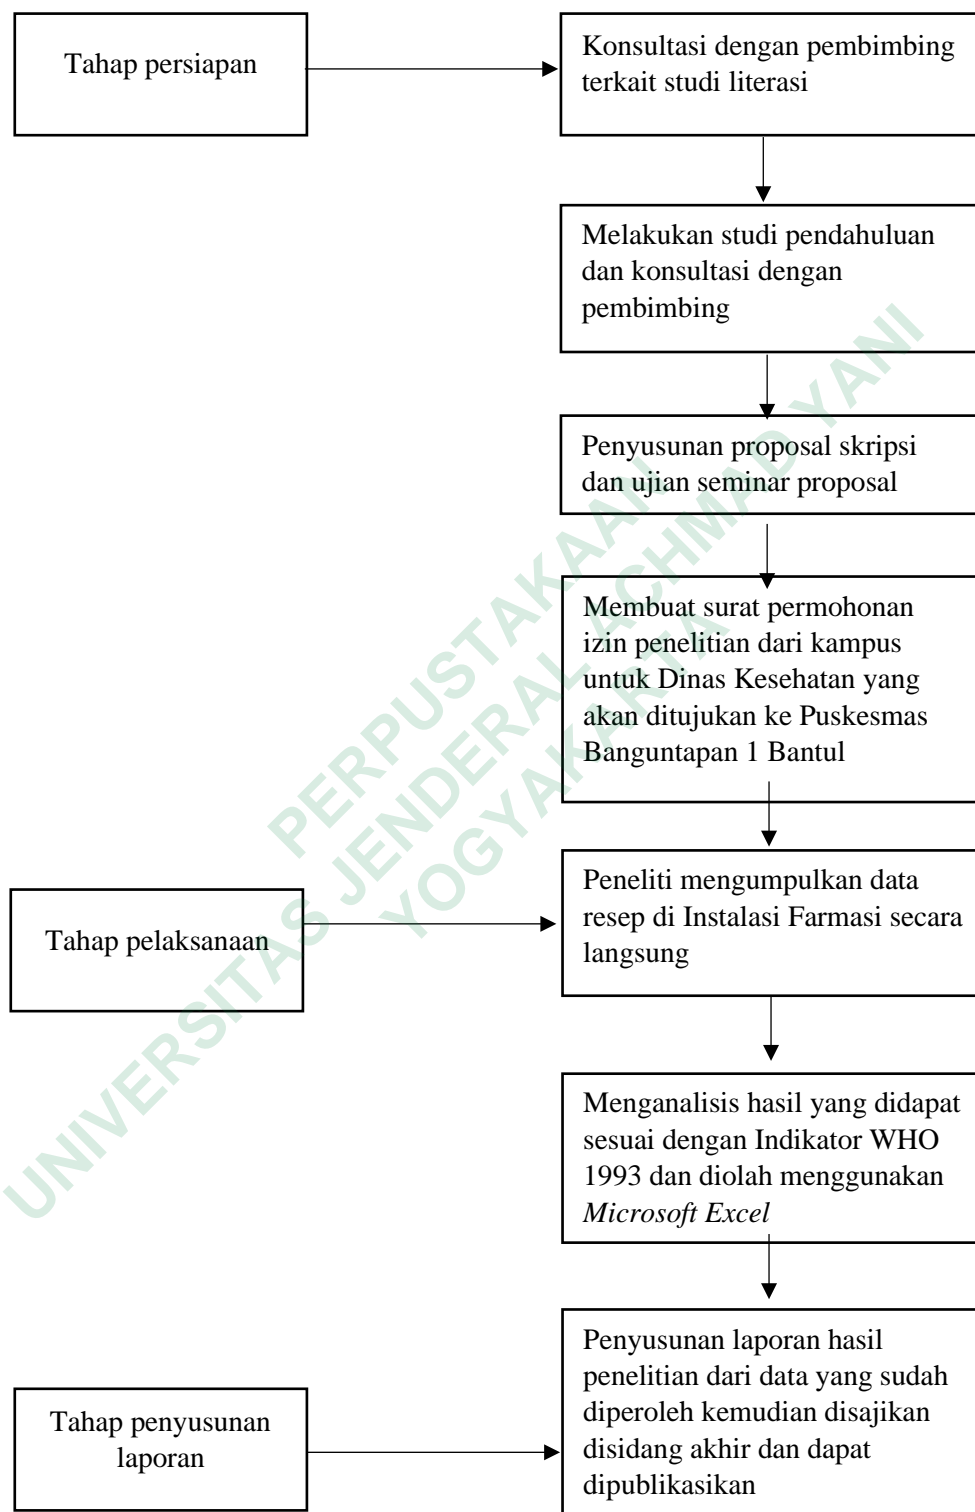 Tahap persiapan
Konsultasi dengan pembimbing
terkait studi literasi
Melakukan studi pendahuluan
dan konsultasi dengan
pembimbing
Penyusunan proposal skripsi
dan ujian seminar proposal
Membuat surat permohonan
izin penelitian dari kampus
untuk Dinas Kesehatan yang
akan ditujukan ke Puskesmas
Banguntapan 1 Bantul
Tahap pelaksanaan
Peneliti mengumpulkan data
resep di Instalasi Farmasi secara
langsung
Menganalisis hasil yang didapat
sesuai dengan Indikator WHO
1993 dan diolah menggunakan
Microsoft Excel
Tahap penyusunan
laporan
Penyusunan laporan hasil
penelitian dari data yang sudah
diperoleh kemudian disajikan
disidang akhir dan dapat
dipublikasikan
PERPUSTAKAAN
UNIVERSITAS JENDERAL ACHMAD YANI
YOGYAKARTA